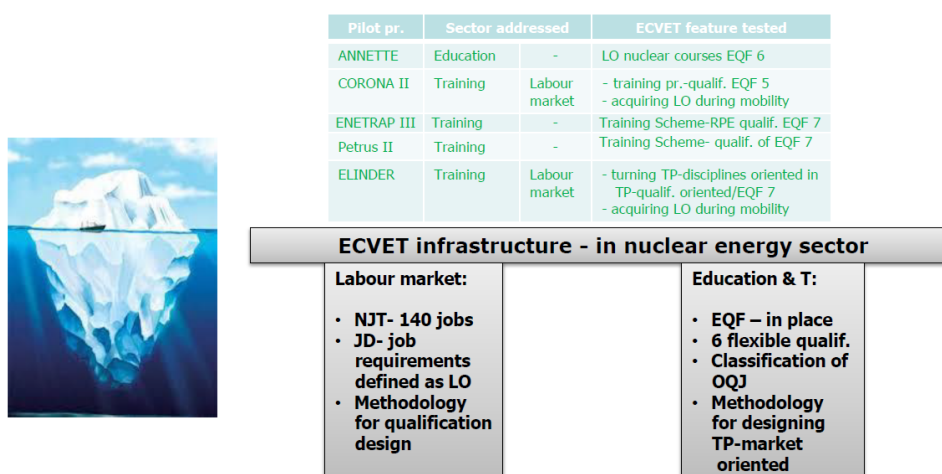 Pilot pr. Sector addressed ECVET feature tested
ANNETTE Education - LO nuclear courses EQF 6
CORONA II Training Labour market - training pr.-qualif. EQF 5
- acquiring LO during mobility
ENETRAP III Training - Training Scheme-RPE qualif. EQF 7
Petrus II Training - Training Scheme- qualif. of EQF 7
ELINDER Training Labour market - turning TP-disciplines oriented in
TP-qualif. oriented/EQF 7
- acquiring LO during mobility
ECVET infrastructure - in nuclear energy sector
Labour market:
• NJT- 140 jobs
• JD- job
requirements
defined as LO
• Methodology
for qualification
design
Education & T:
• EQF – in place
• 6 flexible qualif.
• Classification of
OQJ
• Methodology
for designing
TP-market
oriented